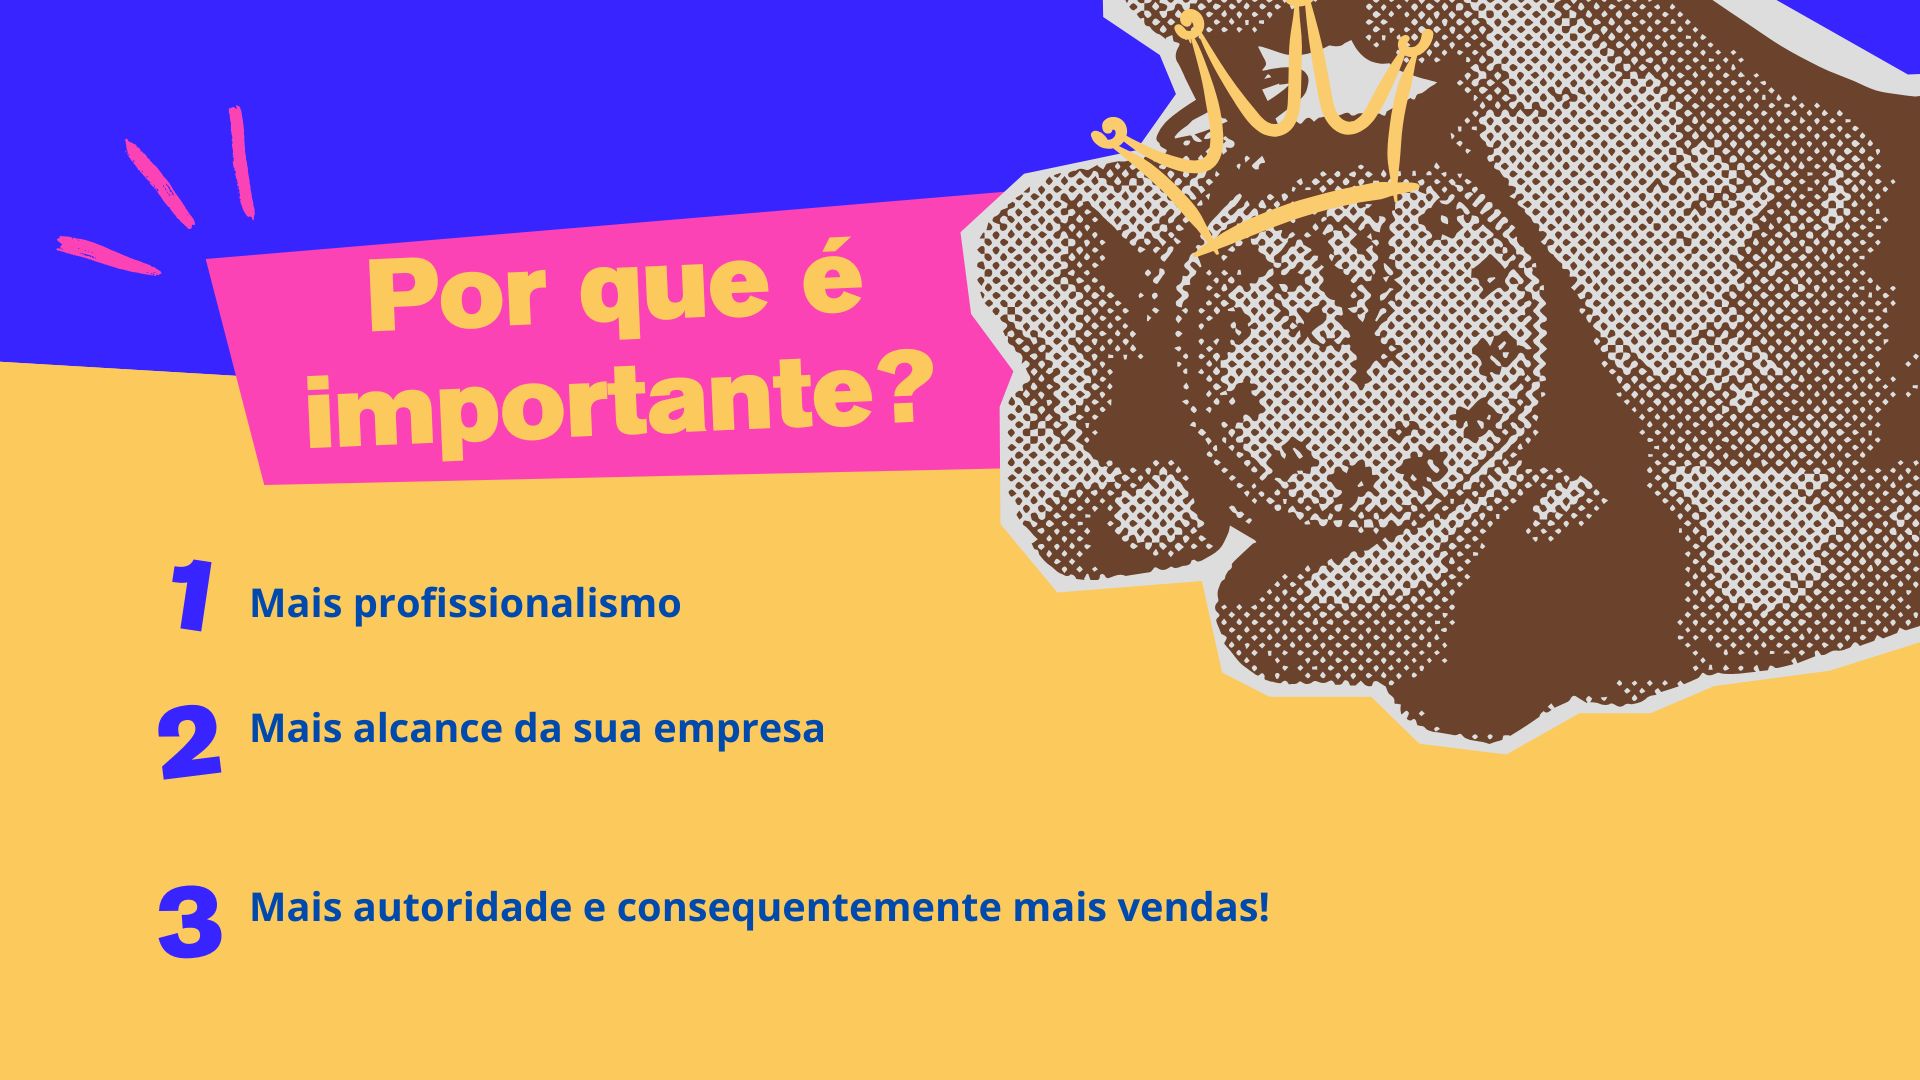 Por que é
importante?
1 Mais profissionalismo
2 Mais alcance da sua empresa
3 Mais autoridade e consequentemente mais vendas!